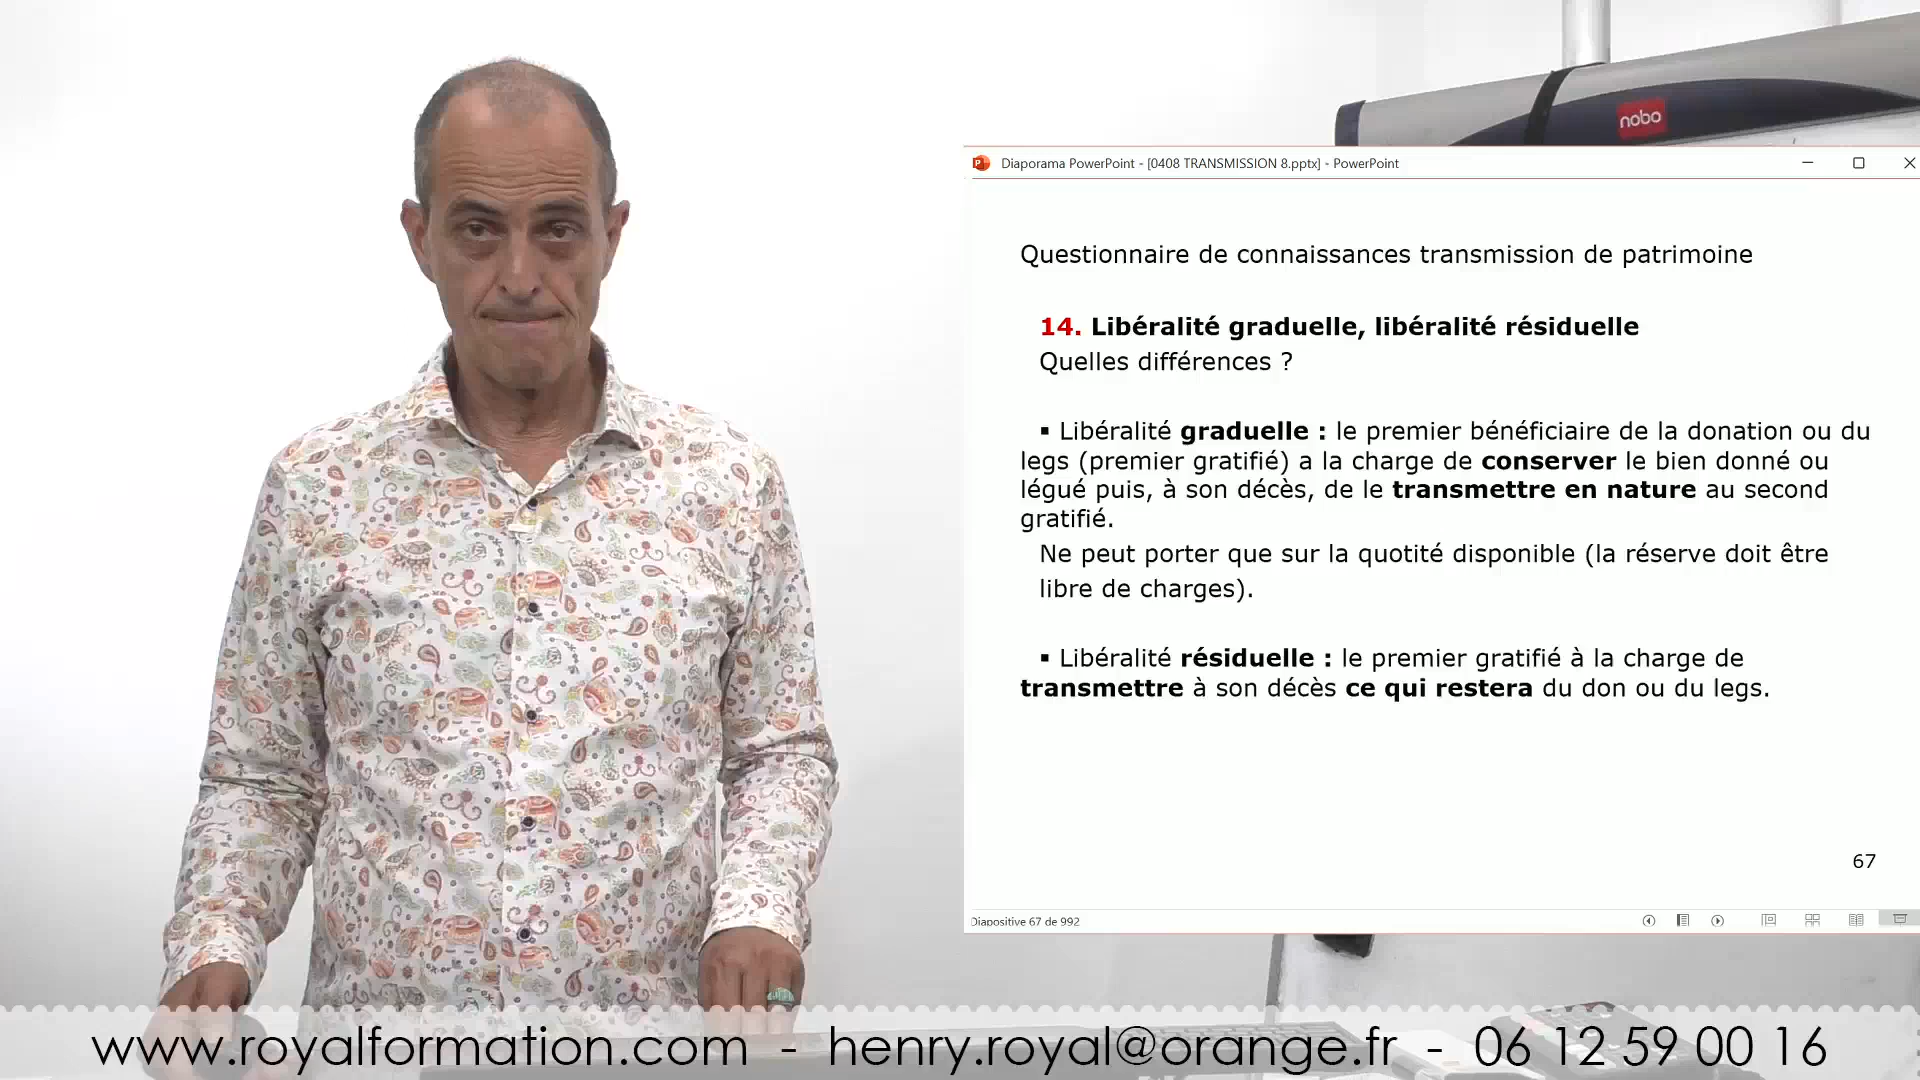 nobo
Diaporama PowerPoint - [0408 TRANSMISSION 8.pptx] - PowerPoint
Questionnaire de connaissances transmission de patrimoine
14. Libéralité graduelle, libéralité résiduelle
Quelles différences ?
▪ Libéralité graduelle : le premier bénéficiaire de la donation ou du
legs (premier gratifié) a la charge de conserver le bien donné ou
légué puis, à son décès, de le transmettre en nature au second
gratifié.
Ne peut porter que sur la quotité disponible (la réserve doit être
libre de charges).
▪ Libéralité résiduelle : le premier gratifié à la charge de
transmettre à son décès ce qui restera du don ou du legs.
67
Diapositive 67 de 992
www.royalformation.com - henry.royal@orange.fr - 06 12 59 00 16